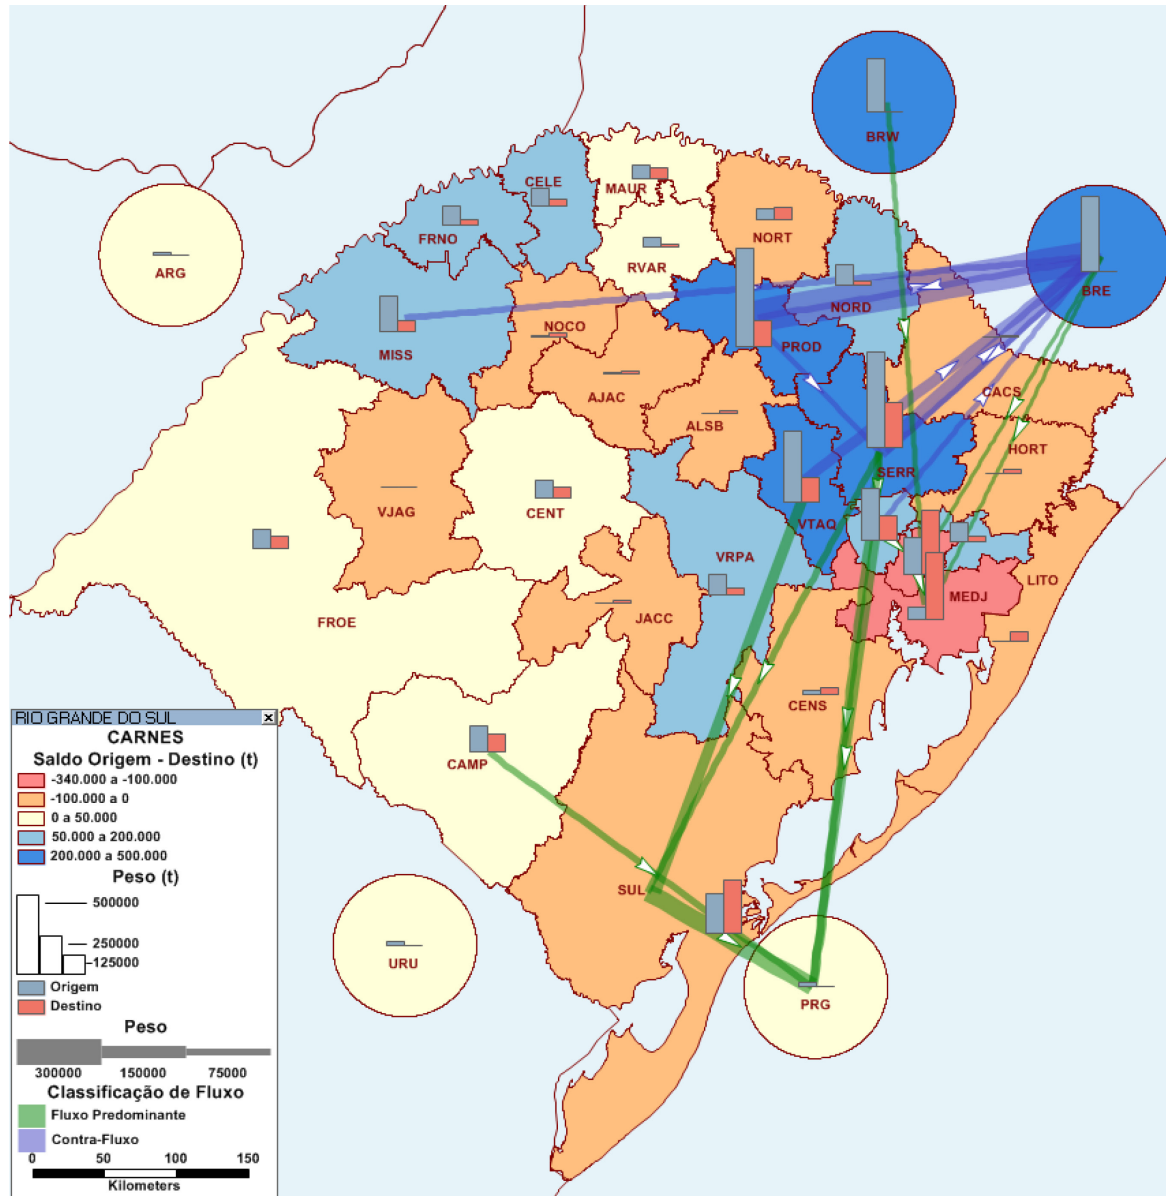 BRW
CELE
MAUR
FRNO
NORT
RVAR
ARG
BRE
NORD
NOCO
MISS
PROD
AJAC
CACS
ALSB
HORT
SERR
CENT
VJAG
VTAQ
VRPA
LITO
MEDJ
FROE
JACC
CENS
CAMP
SUL
URU
PRG
RIO GRANDE DO SUL
CARNES
Saldo Origem - Destino (t)
-340.000 a -100.000
-100.000 a 0
0 a 50.000
50.000 a 200.000
200.000 a 500.000
Peso (t)
500000
250000
125000
Origem
Destino
Peso
300000 150000 75000
Classificação de Fluxo
Fluxo Predominante
Contra-Fluxo
0 50 100 150
Kilometers